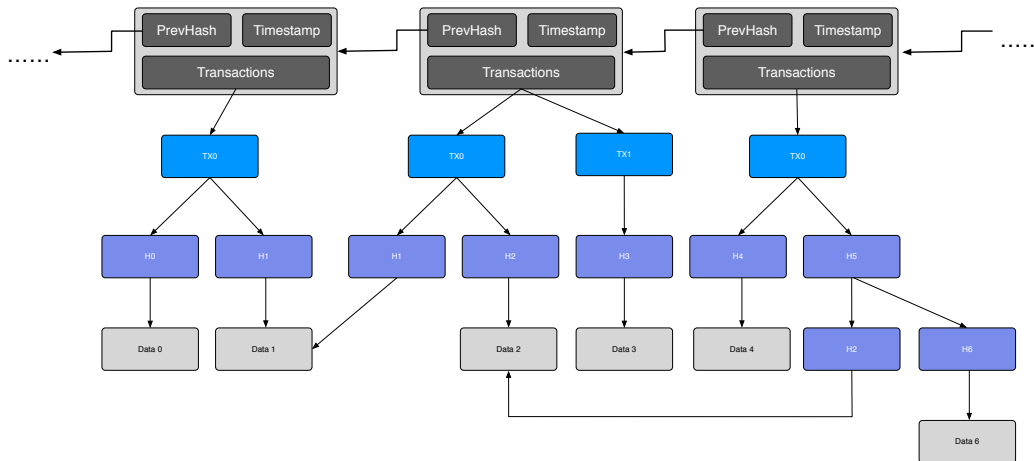 PrevHash Timestamp PrevHash Timestamp PrevHash Timestamp
...... ......
Transactions Transactions Transactions
TX0 TX0 TX1 TX0
H0 H1 H1 H2 H3 H4 H5
Data 0 Data 1 Data 2 Data 3 Data 4 H2 H6
Data 6